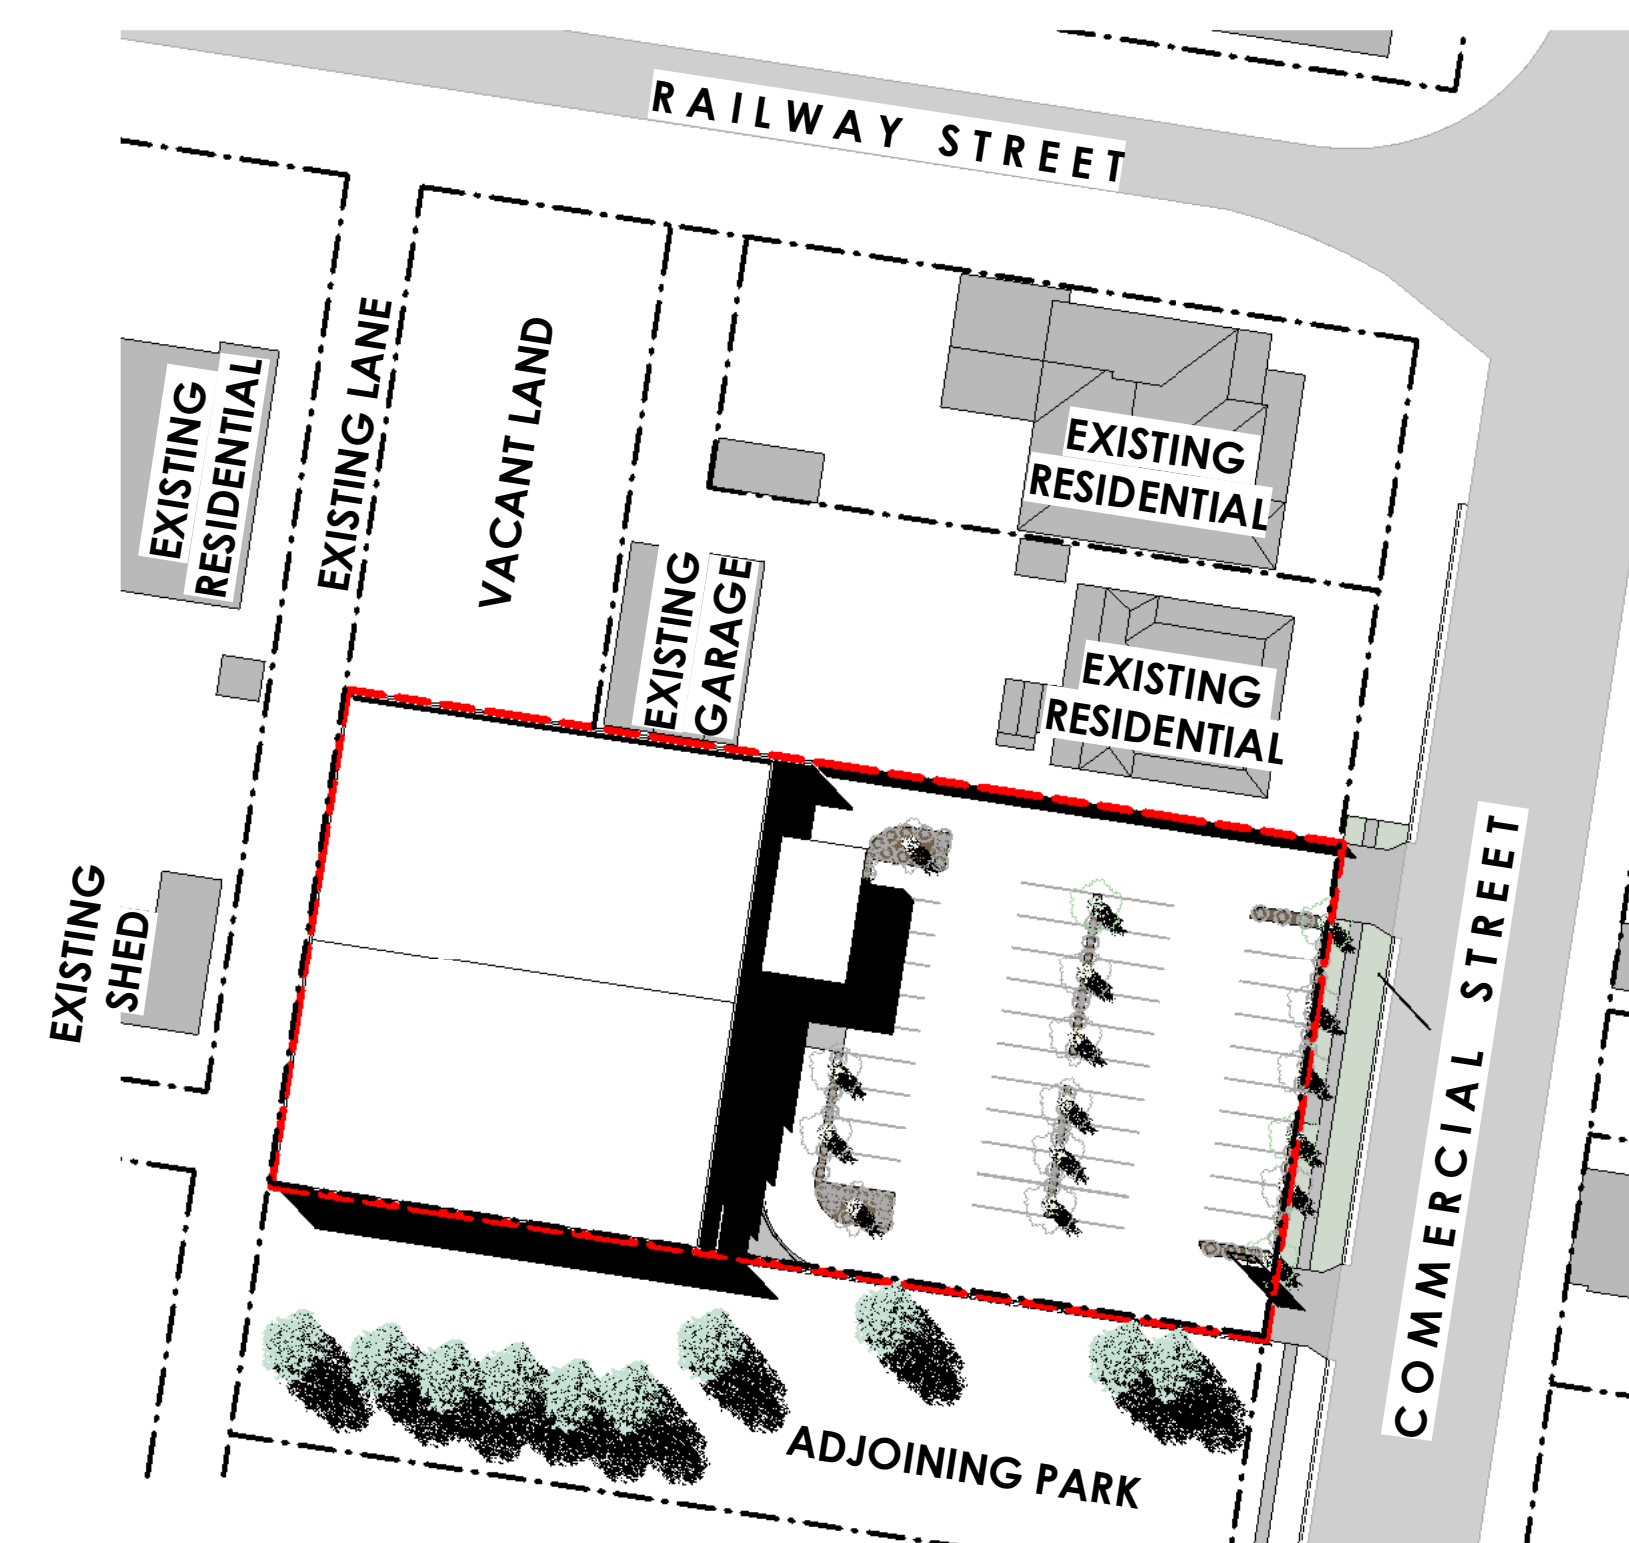 RAILWAY STREET
EXISTING
RESIDENTIAL
EXISTING LANE
VACANT LAND
EXISTING
RESIDENTIAL
EXISTING
GARAGE
EXISTING
RESIDENTIAL
EXISTING
SHED
COMMERCIAL STREET
ADJOINING PARK